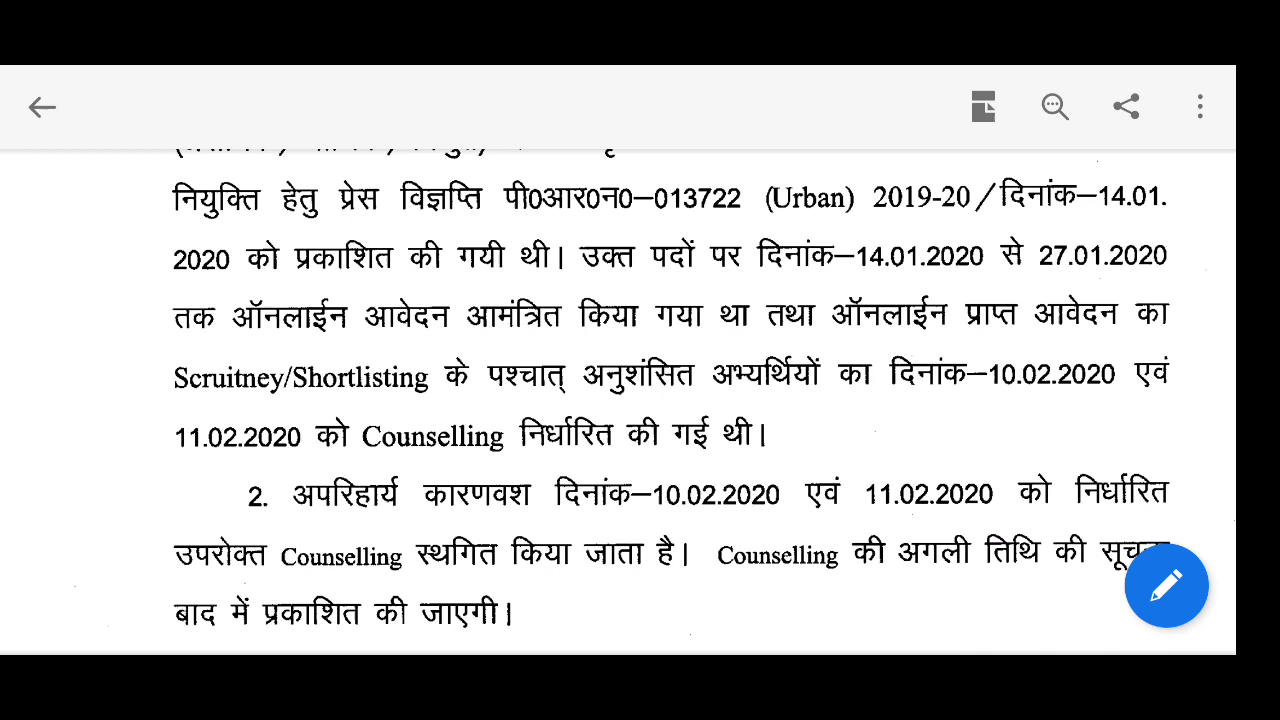 नियुक्ति हेतु प्रेस विज्ञप्ति पी0आर0न0–013722 (Urban) 2019-20/दिनांक–14.01.
2020 को प्रकाशित की गयी थी। उक्त पदों पर दिनांक–14.01.2020 से 27.01.2020
तक ऑनलाईन आवेदन आमंत्रित किया गया था तथा ऑनलाईन प्राप्त आवेदन का
Scruitney/Shortlisting के पश्चात् अनुशंसित अभ्यर्थियों का दिनांक–10.02.2020 एवं
11.02.2020 को Counselling निर्धारित की गई थी।
2. अपरिहार्य कारणवश दिनांक–10.02.2020 एवं 11.02.2020 को निर्धारित
उपरोक्त Counselling स्थगित किया जाता है। Counselling की अगली तिथि की सूचना
बाद में प्रकाशित की जाएगी।